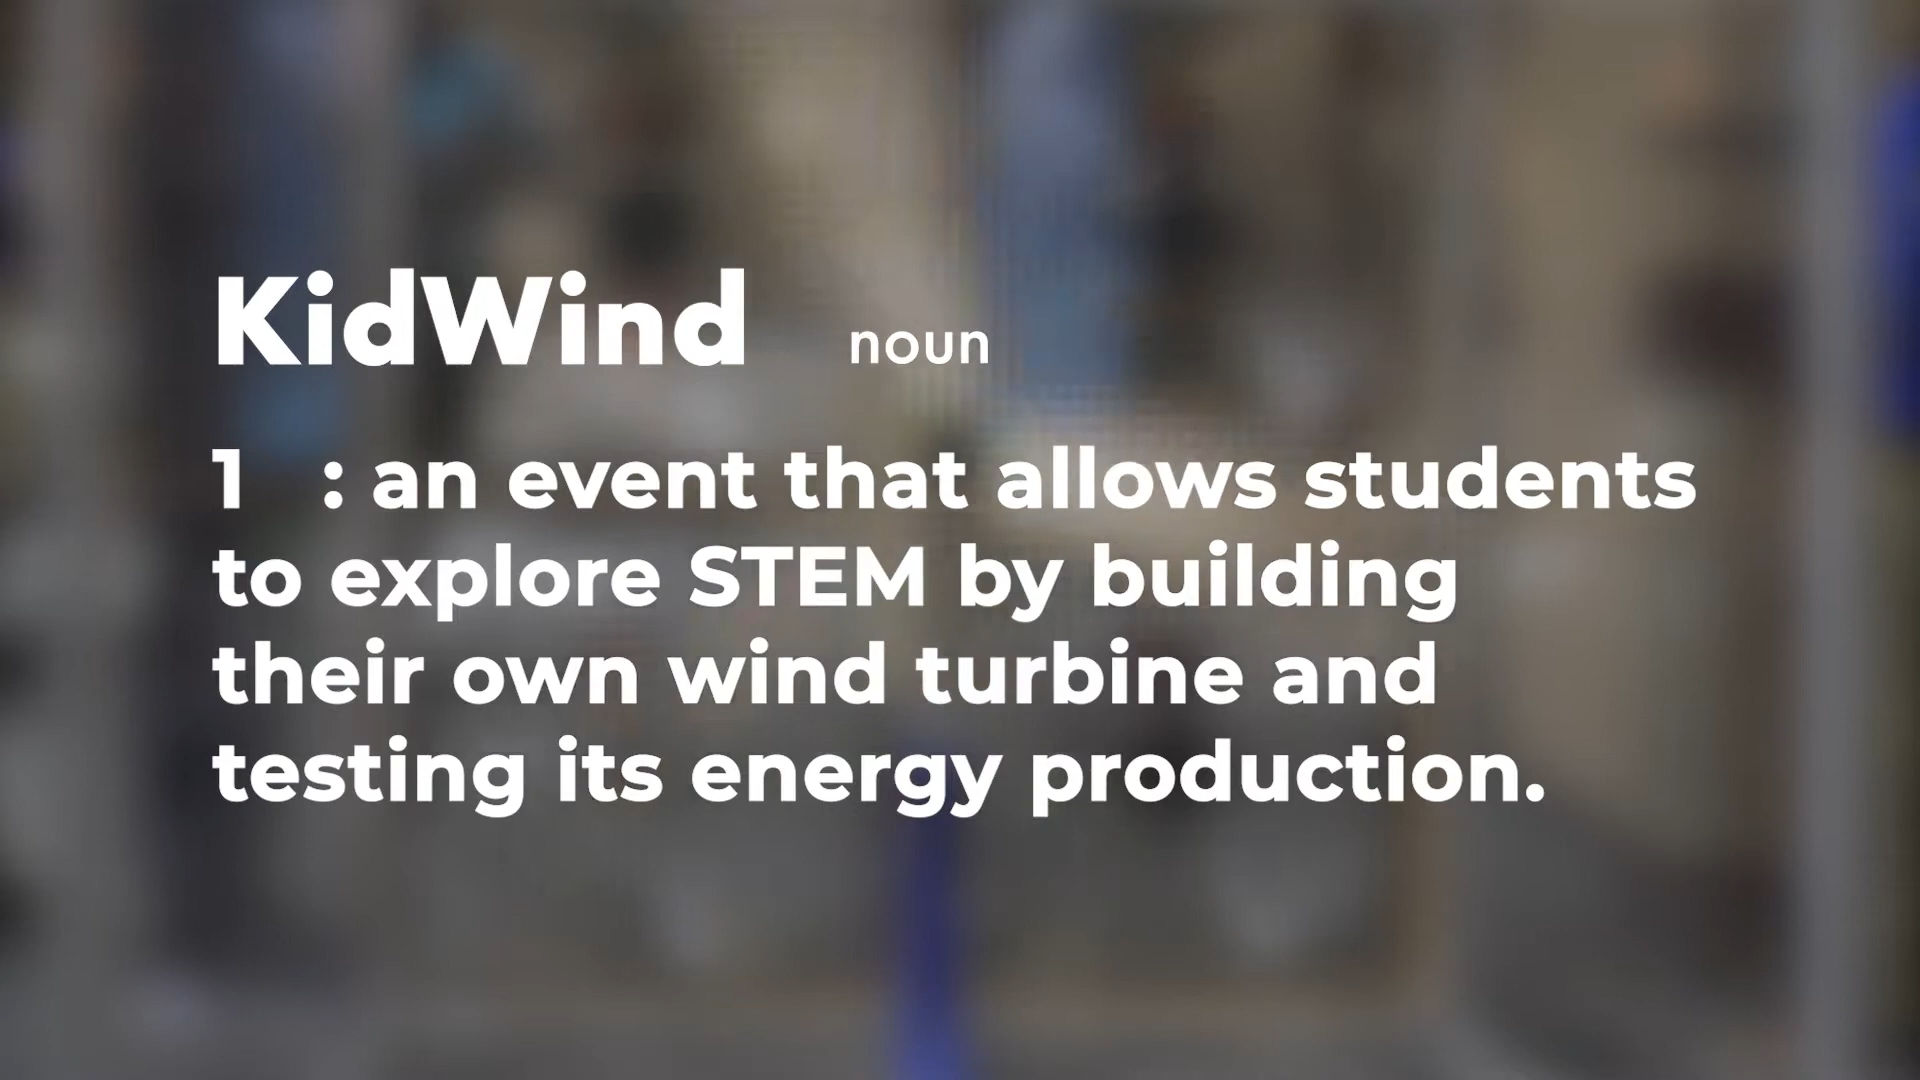 KidWind noun
1 : an event that allows students
to explore STEM by building
their own wind turbine and
testing its energy production.